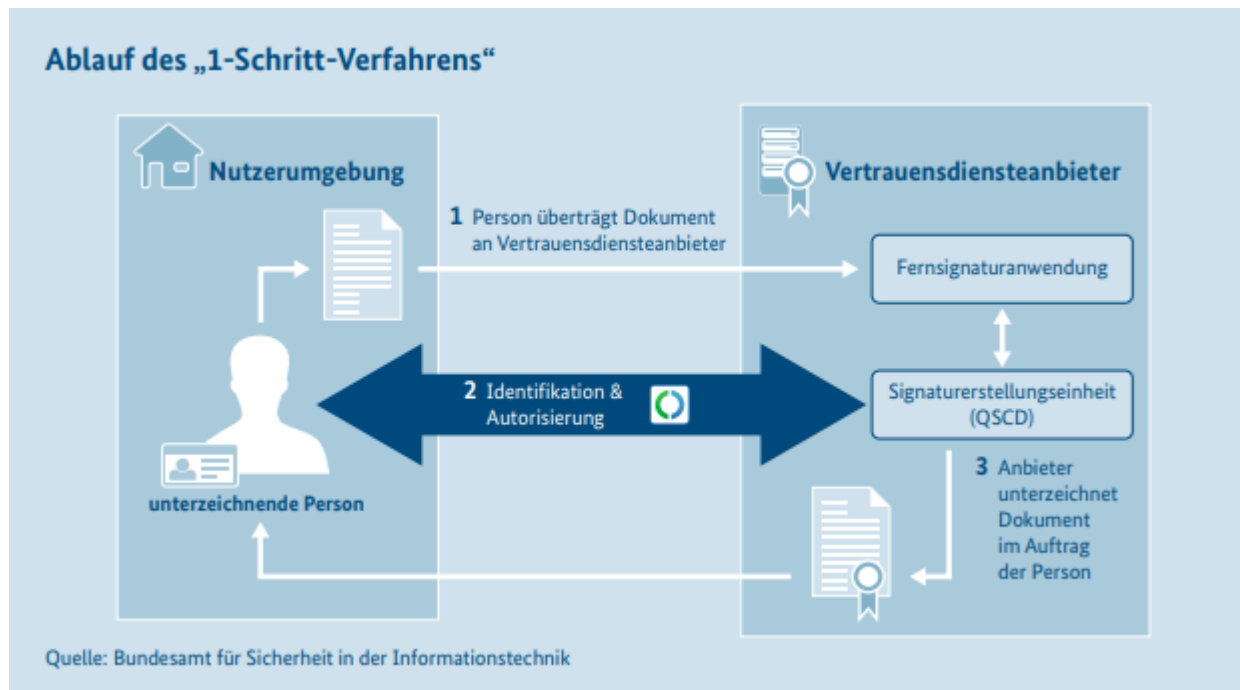 Ablauf des „1-Schritt-Verfahrens“
Nutzerumgebung
Vertrauensdiensteanbieter
1 Person überträgt Dokument
an Vertrauensdiensteanbieter
Fernsignaturanwendung
2 Identifikation &
Autorisierung
Signaturerstellungseinheit
(QSCD)
unterzeichnende Person
3 Anbieter
unterzeichnet
Dokument
im Auftrag
der Person
Quelle: Bundesamt für Sicherheit in der Informationstechnik